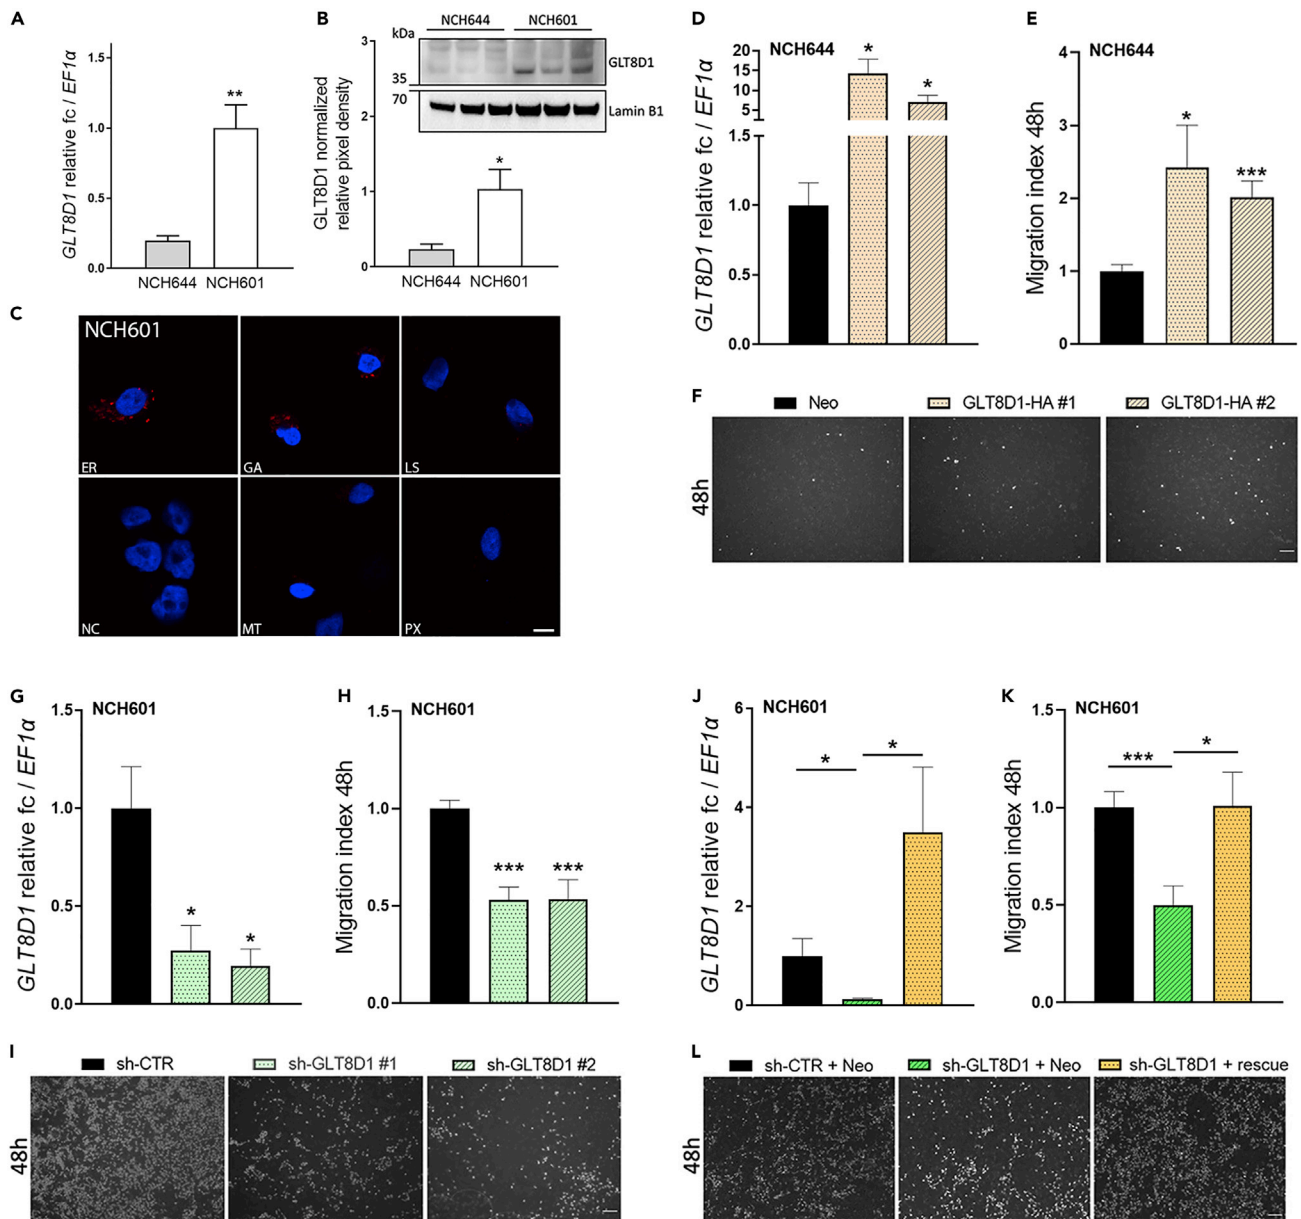 A
GLT8D1 relative fc / EF1α
1.5
1.0
0.5
0.0
**
NCH644 NCH601
B
GLT8D1 normalized
relative pixel density
3
2
1
0
kDa
NCH644 NCH601
35
70
GLT8D1
Lamin B1
*
NCH644 NCH601
C
NCH601
ER
GA
LS
NC
MT
PX
D
NCH644
GLT8D1 relative fc / EF1α
20
15
10
5
1.5
1.0
0.5
0.0
*
*
E
NCH644
Migration index 48h
4
3
2
1
0
*
***
F
Neo
GLT8D1-HA #1
GLT8D1-HA #2
48h
G
NCH601
GLT8D1 relative fc / EF1α
1.5
1.0
0.5
0.0
*
*
H
NCH601
Migration index 48h
1.5
1.0
0.5
0.0
***
***
I
sh-CTR
sh-GLT8D1 #1
sh-GLT8D1 #2
48h
J
NCH601
GLT8D1 relative fc / EF1α
6
4
2
0
*
*
K
NCH601
Migration index 48h
1.5
1.0
0.5
0.0
***
*
L
sh-CTR + Neo
sh-GLT8D1 + Neo
sh-GLT8D1 + rescue
48h